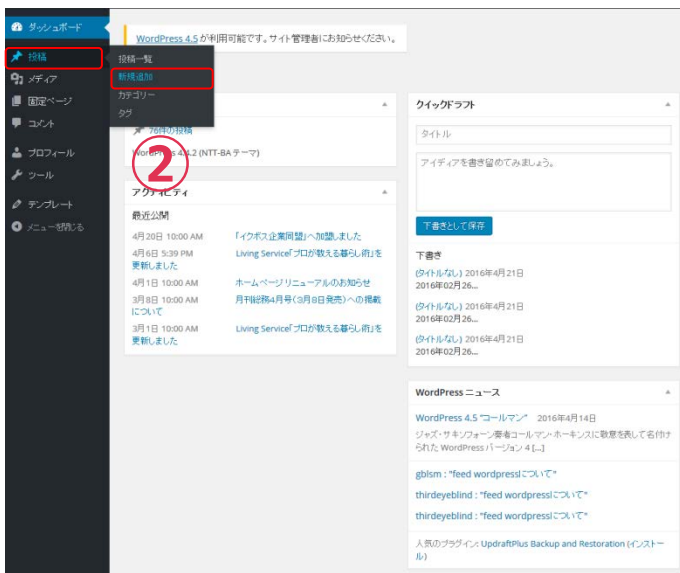 ダッシュボード
投稿
メディア
固定ページ
コメント
プロフィール
ツール
テンプレート
メニューを閉じる
投稿一覧
新規追加
カテゴリー
タグ
WordPress 4.5 が利用可能です。サイト管理者にお知らせください。
76件の投稿
WordPress 4.4.2 (NTT-BA テーマ)
②
アクティビティ
最近公開
4月20日 10:00 AM 「イクボス企業同盟」へ加盟しました
4月6日 5:39 PM Living Service「プロが教える暮らし術」を
更新しました
4月1日 10:00 AM ホームページリニューアルのお知らせ
3月8日 10:00 AM 月刊総務4月号(3月8日発売)への掲載
について
3月1日 10:00 AM Living Service「プロが教える暮らし術」を
更新しました
クイックドラフト
タイトル
アイディアを書き留めてみましょう。
下書きとして保存
下書き
(タイトルなし) 2016年4月21日
2016年02月26...
(タイトルなし) 2016年4月21日
2016年02月26...
(タイトルなし) 2016年4月21日
2016年02月26...
WordPress ニュース
WordPress 4.5 "コールマン" 2016年4月14日
ジャズ・サキソフォーン奏者コールマン・ホーキンスに敬意を表して名付け
られた WordPress バージョン 4 [...]
gblsm : "feed wordpressについて"
thirdeyeblind : "feed wordpressについて"
thirdeyeblind : "feed wordpressについて"
人気のプラグイン: UpdraftPlus Backup and Restoration (インストー
ル)